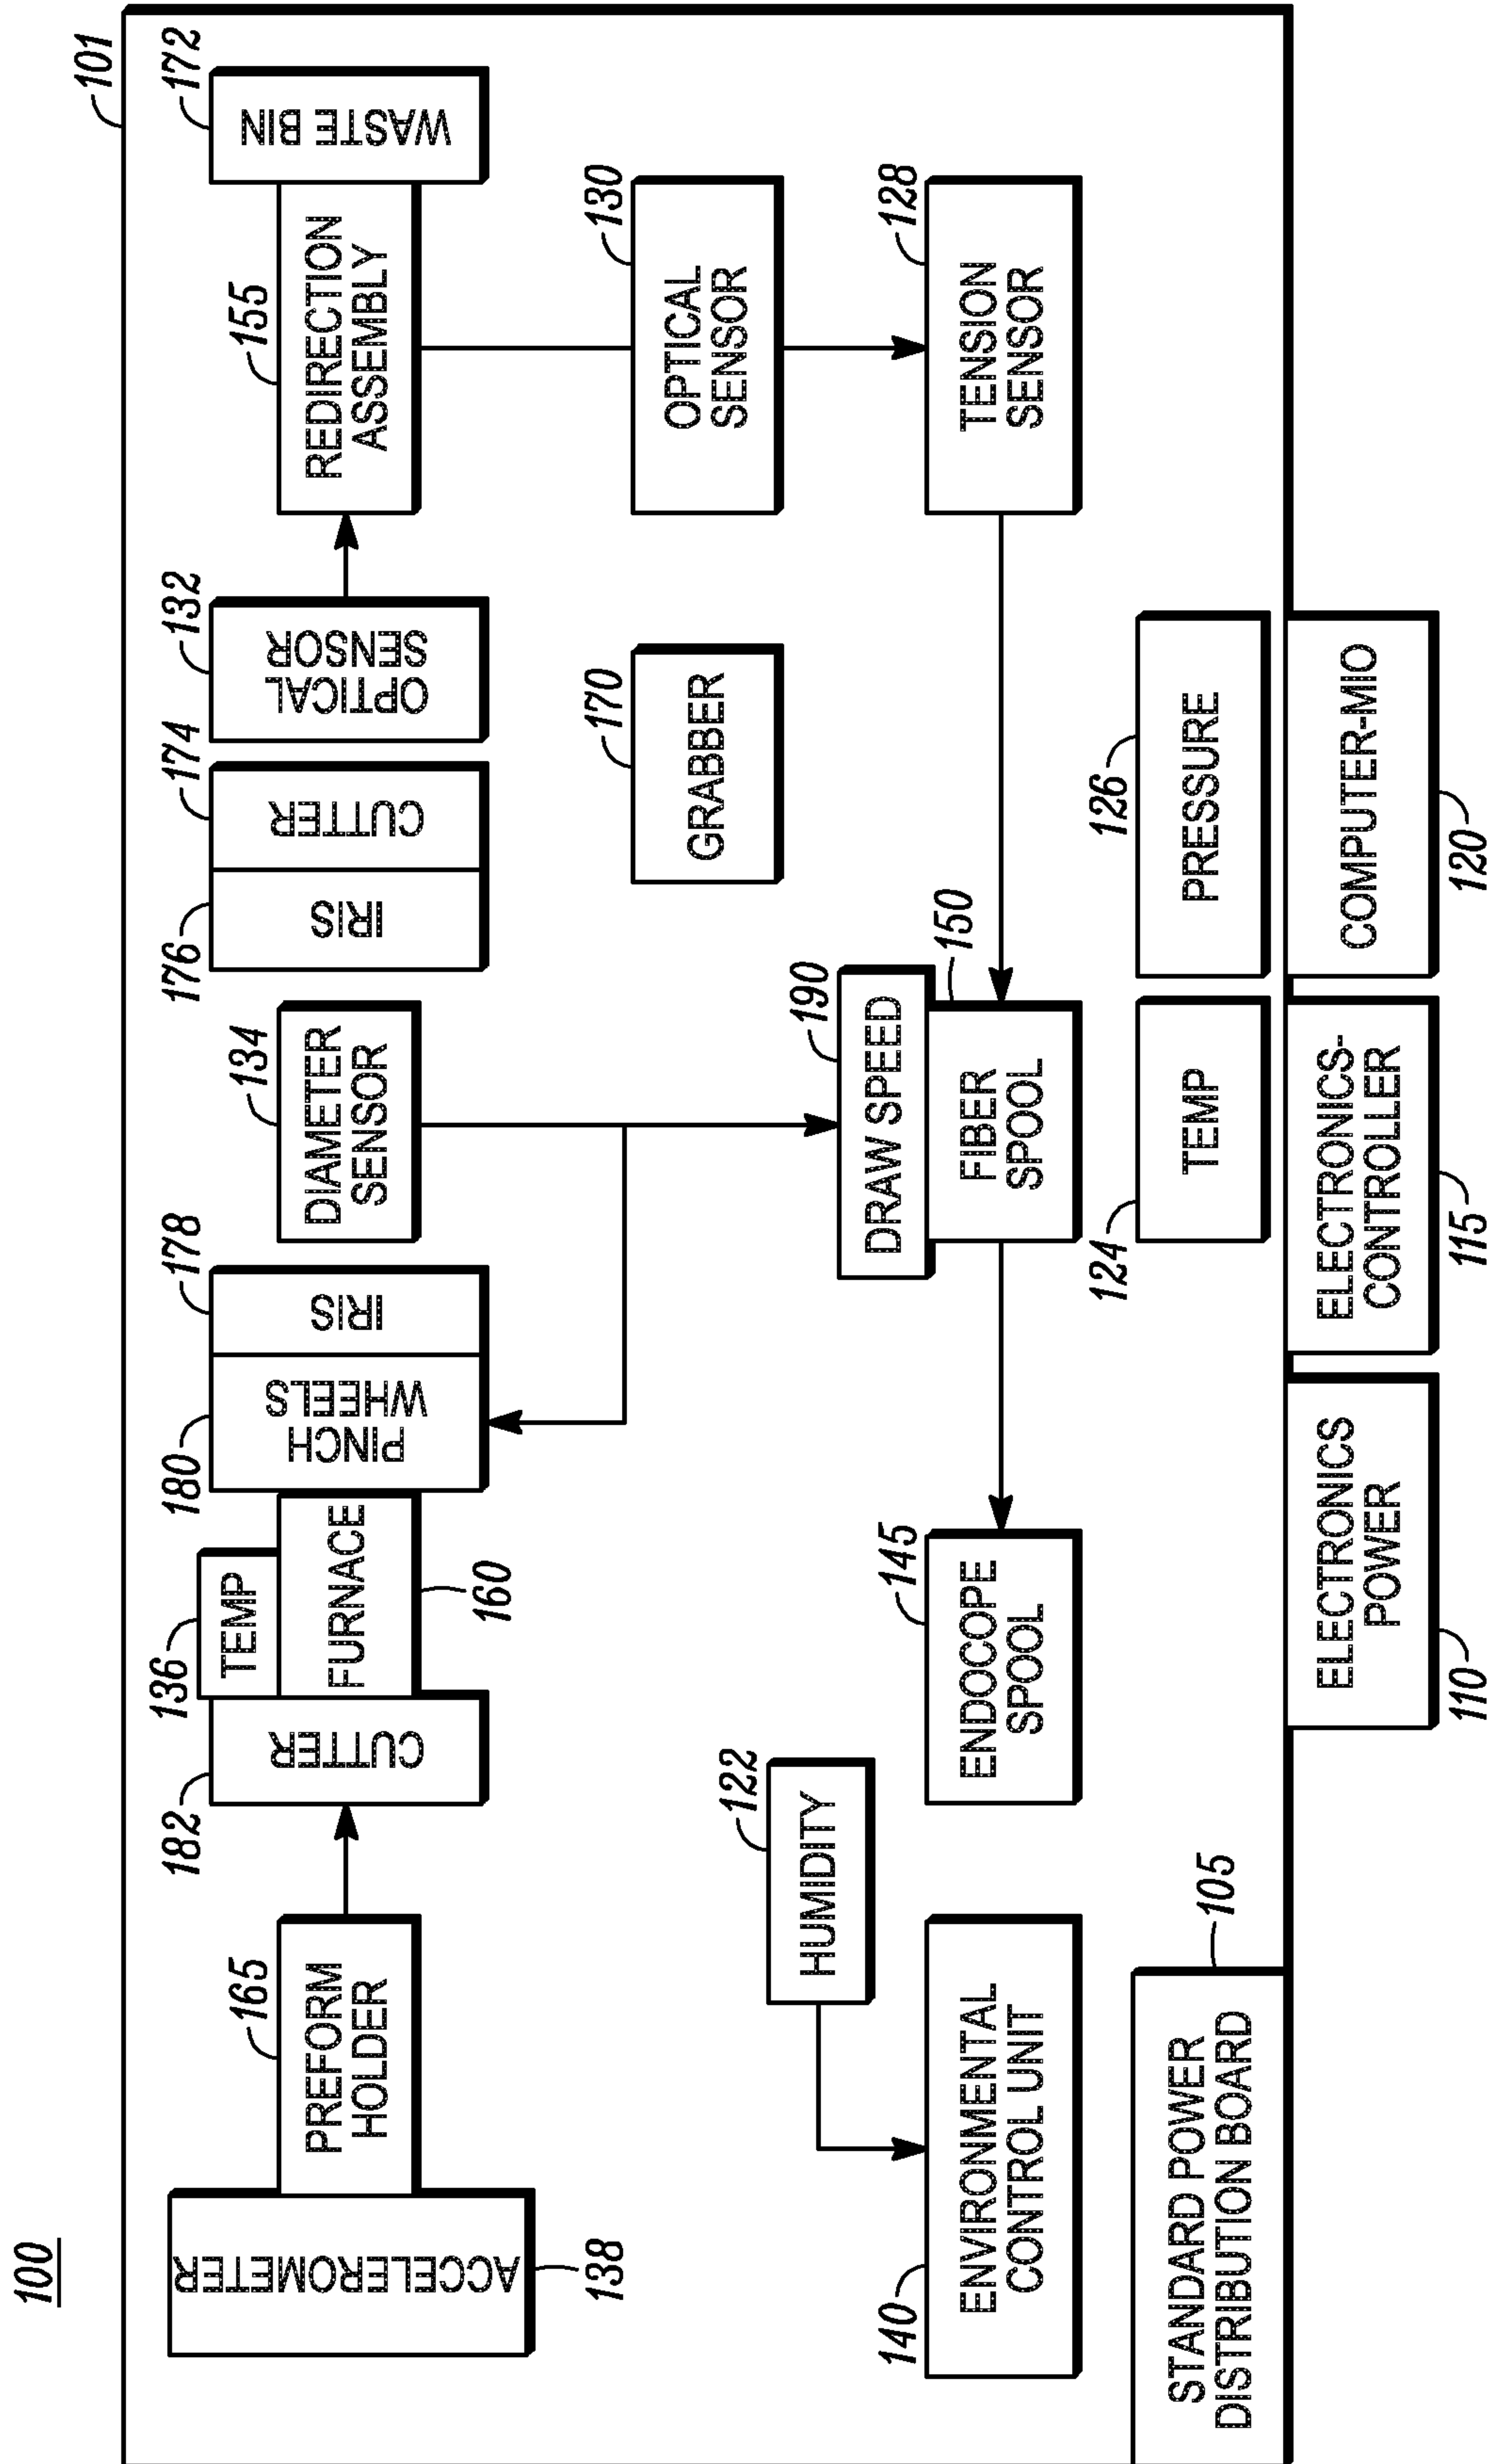 100
101
ACCELEROMETER
138
PREFORM
HOLDER
165
CUTTER
182
TEMP
136
FURNACE
160
PINCH
WHEELS
180
IRIS
178
DIAMETER
SENSOR
134
IRIS
176
CUTTER
174
OPTICAL
SENSOR
132
REDIRECTION
ASSEMBLY
155
WASTE BIN
172
GRABBER
170
OPTICAL
SENSOR
130
HUMIDITY
122
DRAW SPEED
190
ENVIRONMENTAL
CONTROL UNIT
140
ENDOCOPE
SPOOL
145
FIBER
SPOOL
150
TENSION
SENSOR
128
STANDARD POWER
DISTRIBUTION BOARD
105
TEMP
124
PRESSURE
126
ELECTRONICS
POWER
110
ELECTRONICS-
CONTROLLER
115
COMPUTER-MIO
120